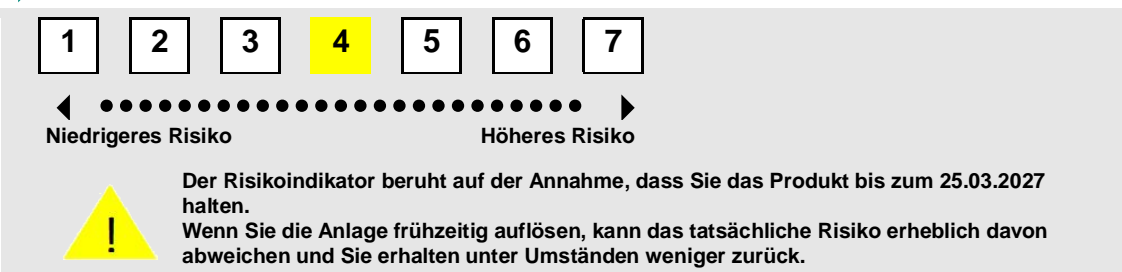 1 2 3 4 5 6 7
Niedrigeres Risiko Höheres Risiko
Der Risikoindikator beruht auf der Annahme, dass Sie das Produkt bis zum 25.03.2027
halten.
!
Wenn Sie die Anlage frühzeitig auflösen, kann das tatsächliche Risiko erheblich davon
abweichen und Sie erhalten unter Umständen weniger zurück.